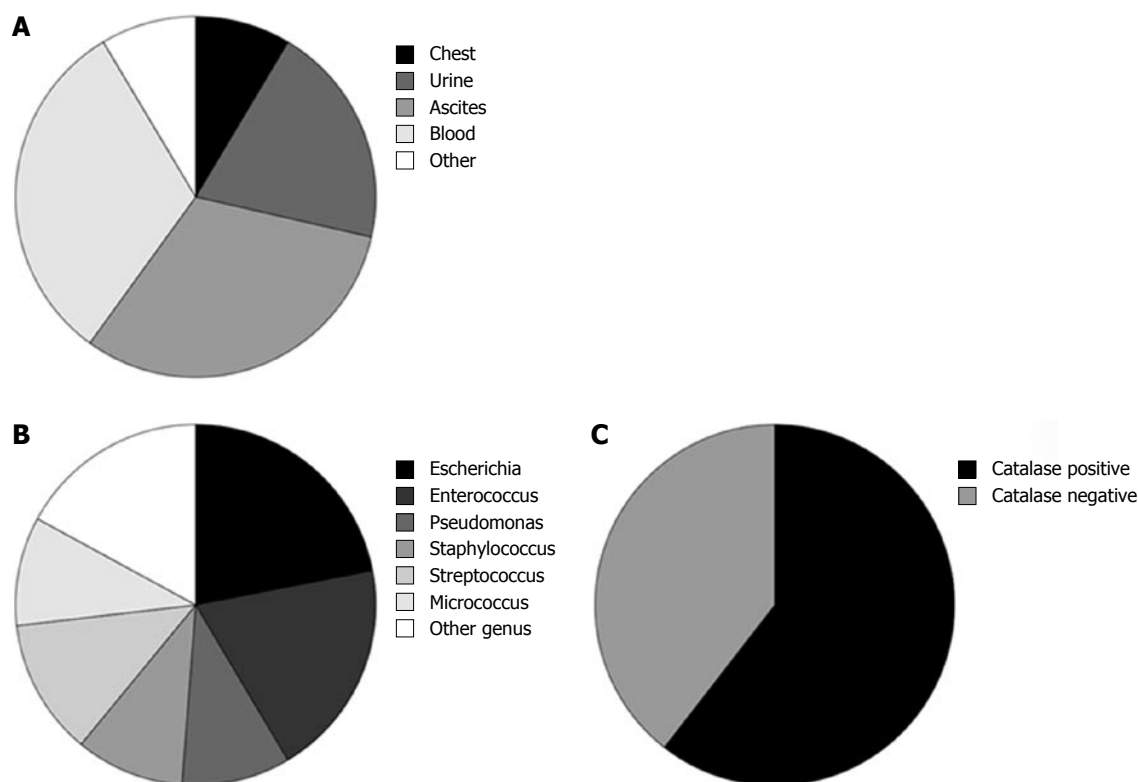 A
Chest
Urine
Ascites
Blood
Other
B
Escherichia
Enterococcus
Pseudomonas
Staphylococcus
Streptococcus
Micrococcus
Other genus
C
Catalase positive
Catalase negative